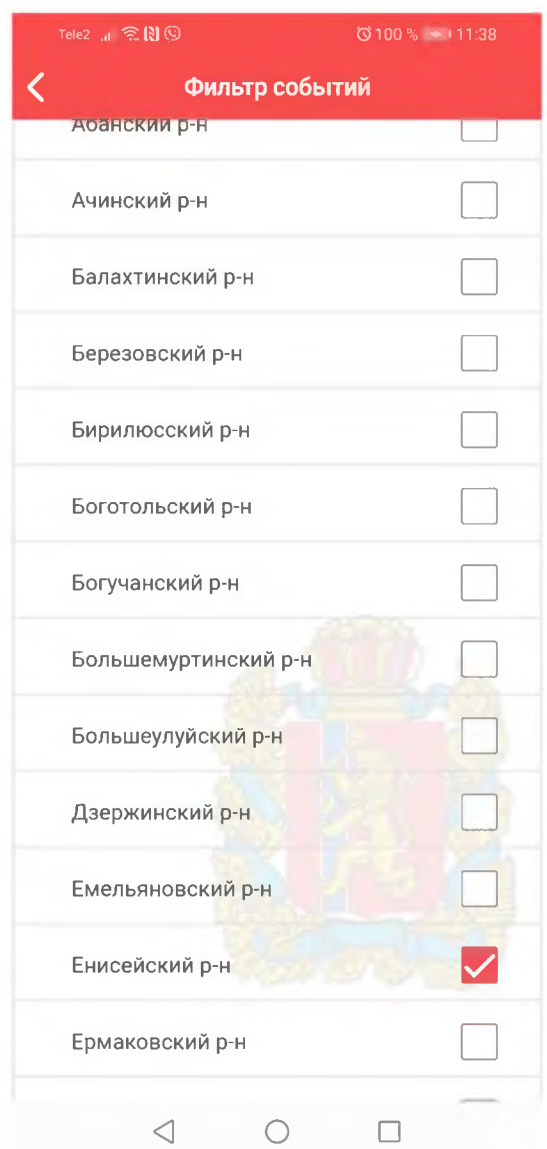 Tele2 100 % 11:38
Фильтр событий
Абанский р-н
Ачинский р-н
Балахтинский р-н
Березовский р-н
Бирилюсский р-н
Боготольский р-н
Богучанский р-н
Большемуртинский р-н
Большеулуйский р-н
Дзержинский р-н
Емельяновский р-н
Енисейский р-н
Ермаковский р-н